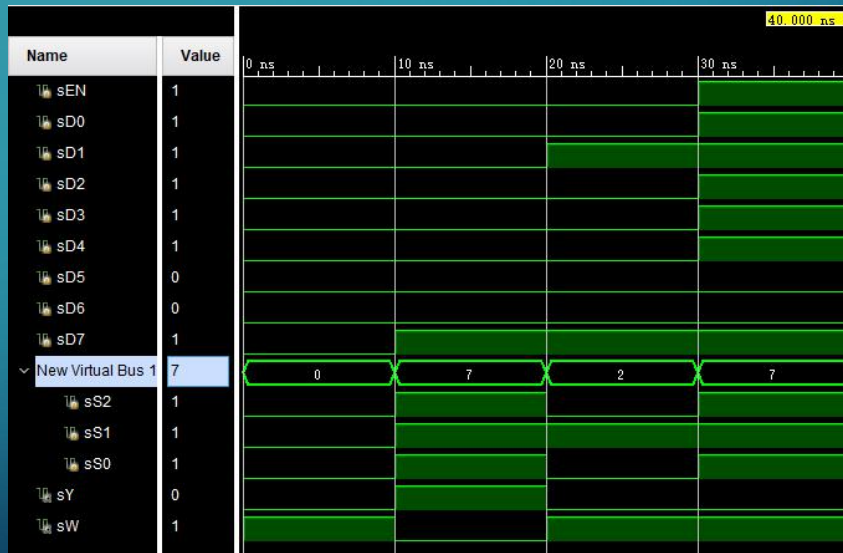 40.000 ns
Name Value
0 ns 10 ns 20 ns 30 ns
sEN 1
sD0 1
sD1 1
sD2 1
sD3 1
sD4 1
sD5 0
sD6 0
sD7 1
New Virtual Bus 1 7 0 7 2 7
sS2 1
sS1 1
sS0 1
sY 0
sW 1